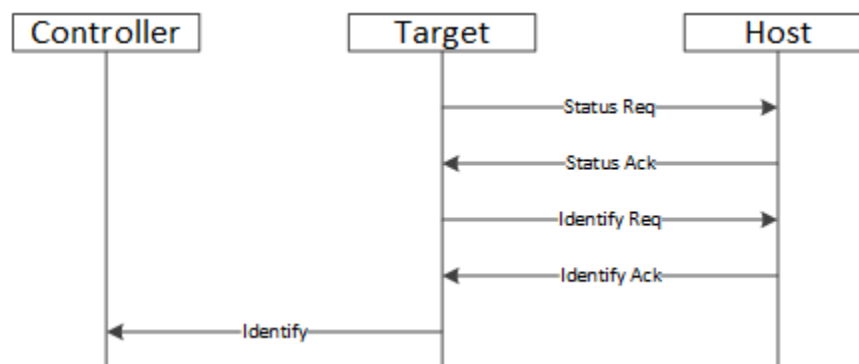 Controller
Target
Host
Status Req
Status Ack
Identify Req
Identify Ack
Identify